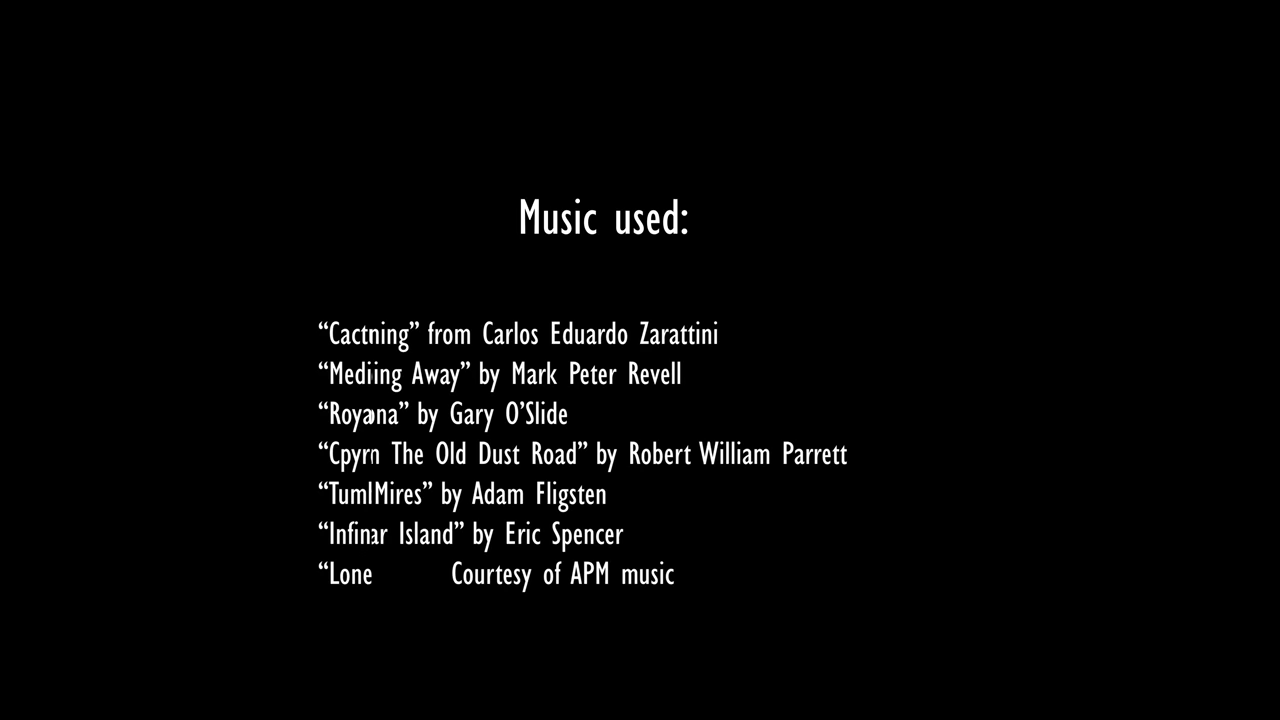 Music used:
“Cactning” from Carlos Eduardo Zarattini
“Mediing Away” by Mark Peter Revell
“Royana” by Gary O’Slide
“Cpyrn The Old Dust Road” by Robert William Parrett
“TumlMires” by Adam Fligsten
“Infinar Island” by Eric Spencer
“Lone Courtesy of APM music